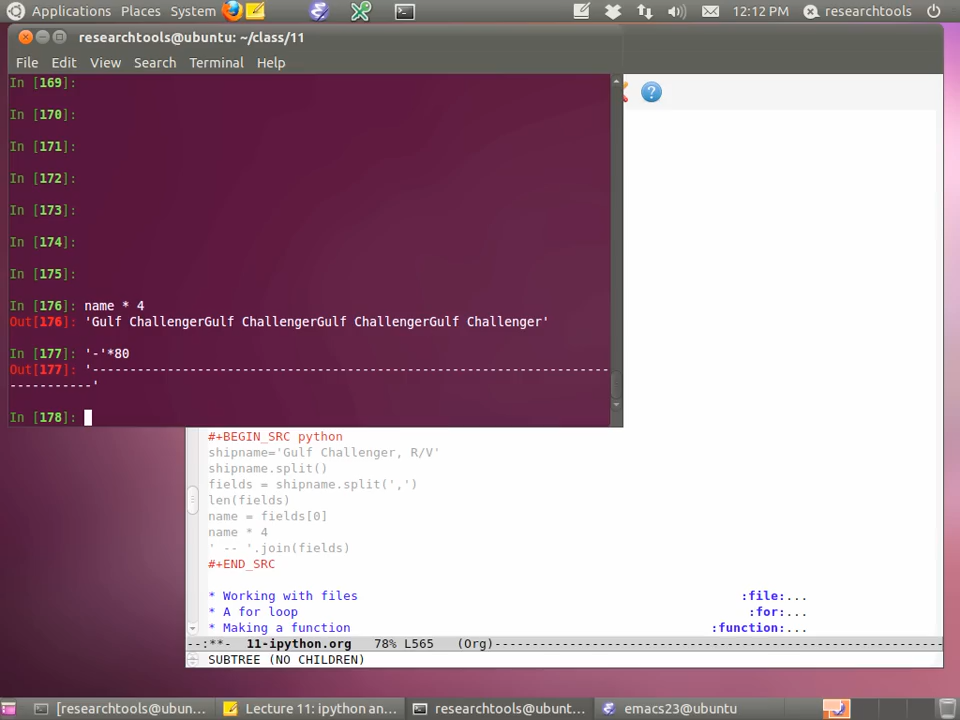 Applications Places System 12:12 PM researchtools
researchtools@ubuntu: ~/class/11
File Edit View Search Terminal Help
In [169]:
In [170]:
In [171]:
In [172]:
In [173]:
In [174]:
In [175]:
In [176]: name * 4
Out[176]: 'Gulf ChallengerGulf ChallengerGulf ChallengerGulf Challenger'
In [177]: '-'*80
Out[177]: '---------------------------------------------------------------------
-----------'
In [178]:
#+BEGIN_SRC python
shipname='Gulf Challenger, R/V'
shipname.split()
fields = shipname.split(',')
len(fields)
name = fields[0]
name * 4
' -- '.join(fields)
#+END_SRC
* Working with files :file:...
* A for loop :for:...
* Making a function :function:...
--:**- 11-ipython.org 78% L565 (Org)------------------------------------------------------------
SUBTREE (NO CHILDREN)
[researchtools@ubun... Lecture 11: ipython an... researchtools@ubunt... emacs23@ubuntu